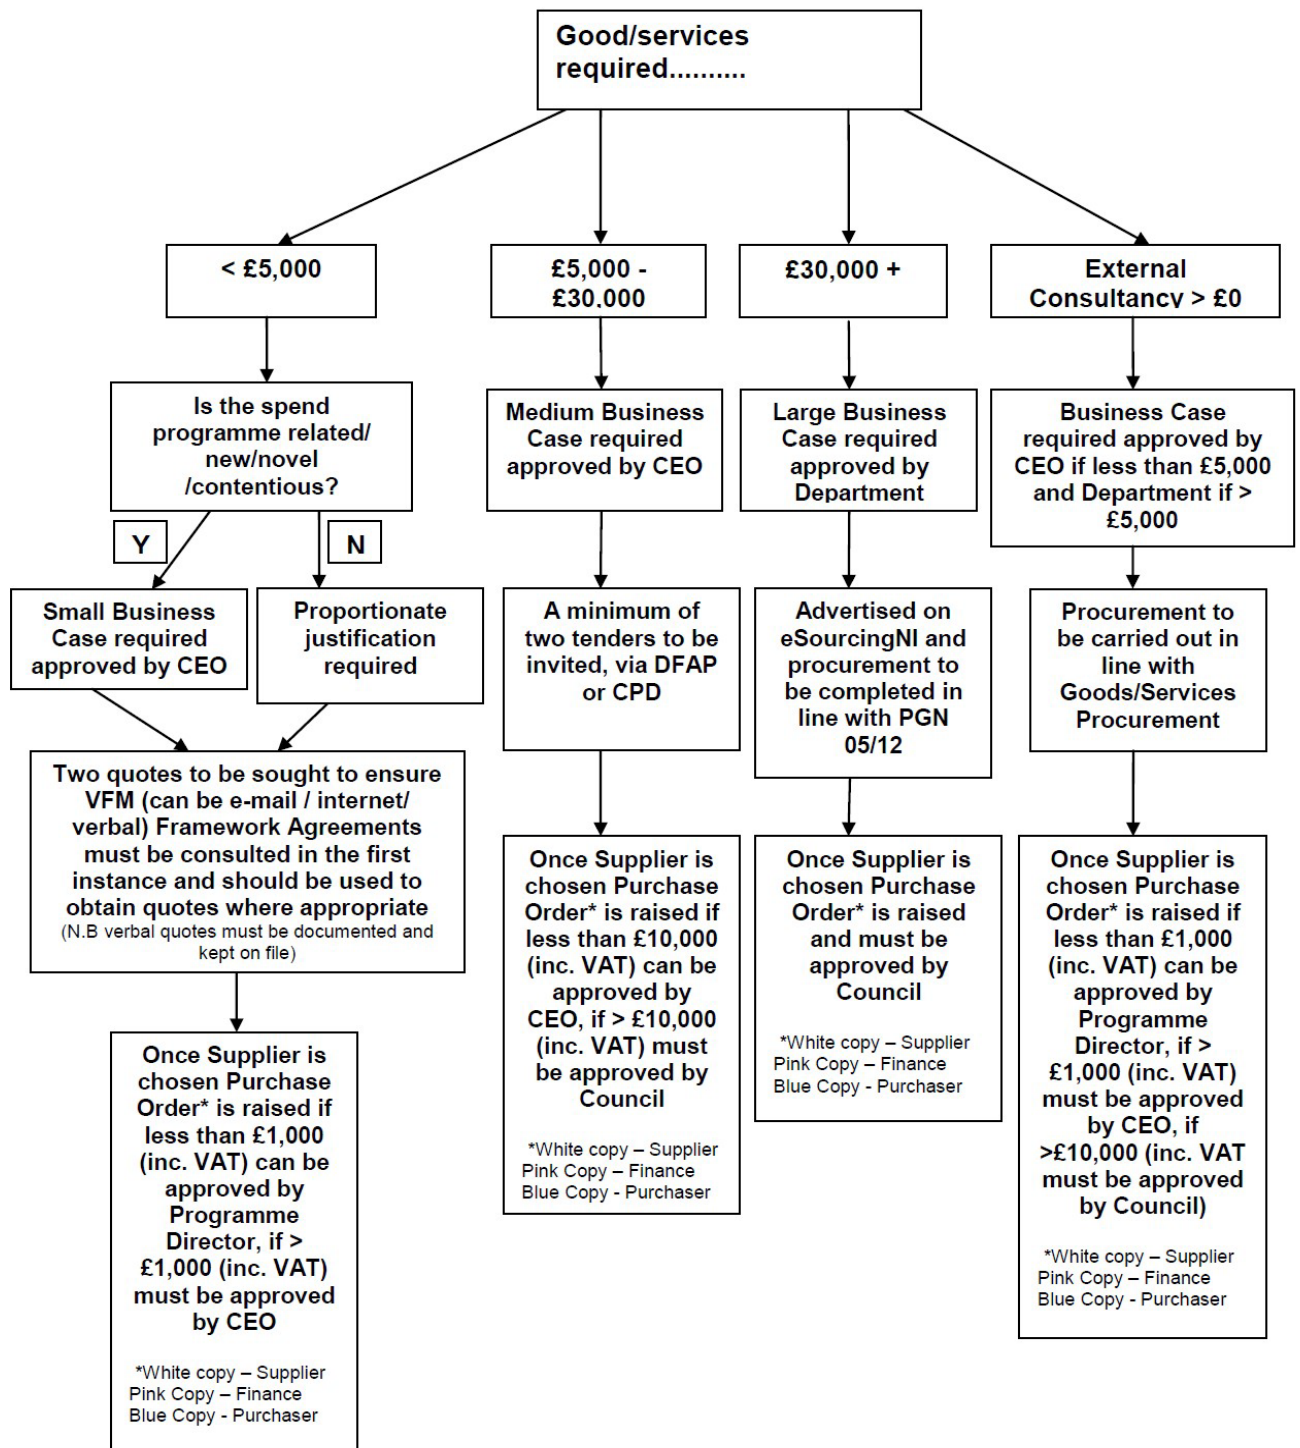 Good/services
required..........
< £5,000
£5,000 -
£30,000
£30,000 +
External
Consultancy > £0
Is the spend
programme related/
new/novel
/contentious?
Medium Business
Case required
approved by CEO
Large Business
Case required
approved by
Department
Business Case
required approved by
CEO if less than £5,000
and Department if >
£5,000
Y
N
Small Business
Case required
approved by CEO
Proportionate
justification
required
A minimum of
two tenders to be
invited, via DFAP
or CPD
Advertised on
eSourcingNI and
procurement to
be completed in
line with PGN
05/12
Procurement to
be carried out in
line with
Goods/Services
Procurement
Two quotes to be sought to ensure
VFM (can be e-mail / internet/
verbal) Framework Agreements
must be consulted in the first
instance and should be used to
obtain quotes where appropriate
(N.B verbal quotes must be documented and
kept on file)
Once Supplier is
chosen Purchase
Order* is raised if
less than £10,000
(inc. VAT) can be
approved by
CEO, if > £10,000
(inc. VAT) must
be approved by
Council
*White copy – Supplier
Pink Copy – Finance
Blue Copy - Purchaser
Once Supplier is
chosen Purchase
Order* is raised
and must be
approved by
Council
*White copy – Supplier
Pink Copy – Finance
Blue Copy - Purchaser
Once Supplier is
chosen Purchase
Order* is raised if
less than £1,000
(inc. VAT) can be
approved by
Programme
Director, if >
£1,000 (inc. VAT)
must be approved
by CEO, if
>£10,000 (inc. VAT
must be approved
by Council)
*White copy – Supplier
Pink Copy – Finance
Blue Copy - Purchaser
Once Supplier is
chosen Purchase
Order* is raised if
less than £1,000
(inc. VAT) can be
approved by
Programme
Director, if >
£1,000 (inc. VAT)
must be approved
by CEO
*White copy – Supplier
Pink Copy – Finance
Blue Copy - Purchaser